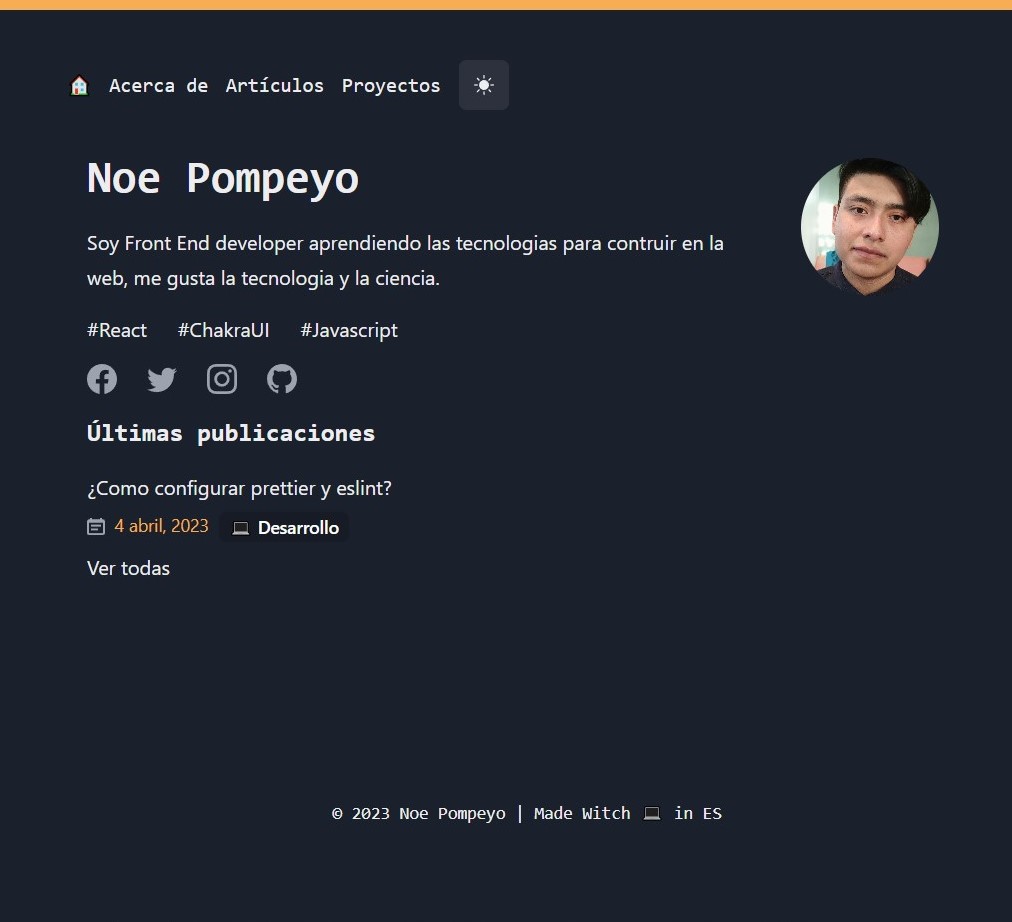 Acerca de Artículos Proyectos
Noe Pompeyo
Soy Front End developer aprendiendo las tecnologias para contruir en la
web, me gusta la tecnologia y la ciencia.
#React #ChakraUI #Javascript
Últimas publicaciones
¿Como configurar prettier y eslint?
4 abril, 2023 Desarrollo
Ver todas
© 2023 Noe Pompeyo | Made Witch 💻 in ES